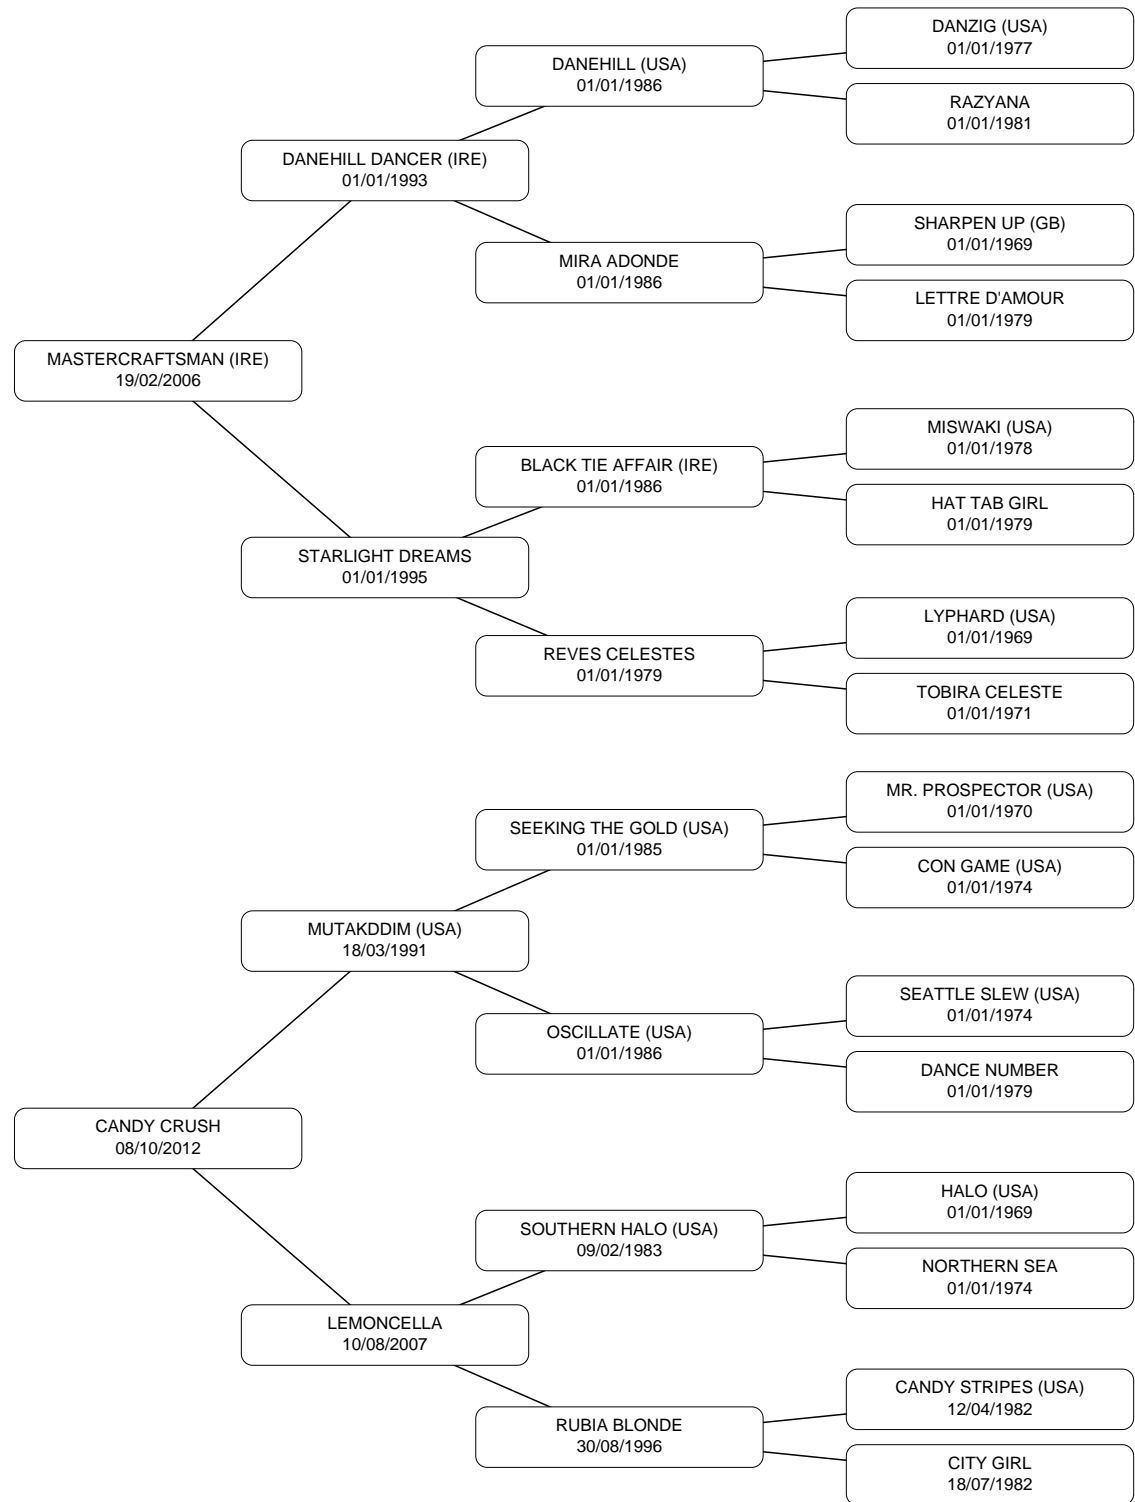 DANZIG (USA)
01/01/1977
DANEHILL (USA)
01/01/1986
RAZYANA
01/01/1981
DANEHILL DANCER (IRE)
01/01/1993
SHARPEN UP (GB)
01/01/1969
MIRA ADONDE
01/01/1986
LETTRE D'AMOUR
01/01/1979
MASTERCRAFTSMAN (IRE)
19/02/2006
MISWAKI (USA)
01/01/1978
BLACK TIE AFFAIR (IRE)
01/01/1986
HAT TAB GIRL
01/01/1979
STARLIGHT DREAMS
01/01/1995
LYPHARD (USA)
01/01/1969
REVES CELESTES
01/01/1979
TOBIRA CELESTE
01/01/1971
MR. PROSPECTOR (USA)
01/01/1970
SEEKING THE GOLD (USA)
01/01/1985
CON GAME (USA)
01/01/1974
MUTAKDDIM (USA)
18/03/1991
SEATTLE SLEW (USA)
01/01/1974
OSCILLATE (USA)
01/01/1986
DANCE NUMBER
01/01/1979
CANDY CRUSH
08/10/2012
HALO (USA)
01/01/1969
SOUTHERN HALO (USA)
09/02/1983
NORTHERN SEA
01/01/1974
LEMONCELLA
10/08/2007
CANDY STRIPES (USA)
12/04/1982
RUBIA BLONDE
30/08/1996
CITY GIRL
18/07/1982